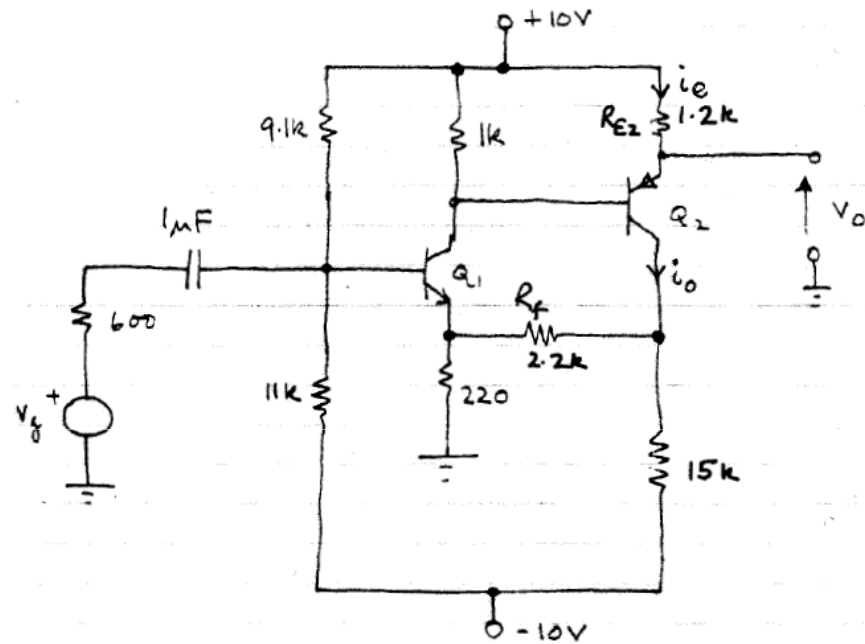 +10V
ie
9.1k
1k
RE2
1.2k
1μF
Q2
Vo
Q1
io
Rf
600
2.2k
11k
220
Vg
+
15k
-10V